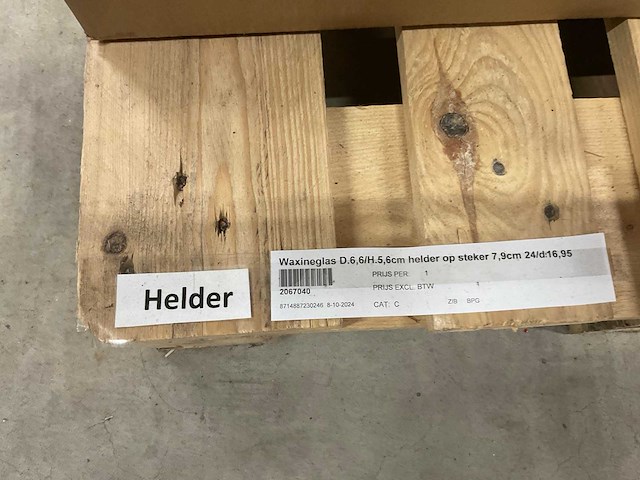 Helder
Waxineglas D.6,6/H.5,6cm helder op steker 7,9cm 24/d:16,95
PRIJS PER: 1
2067040
PRIJS EXCL. BTW
8714887230246 8-10-2024
CAT: C
Z/B BPG